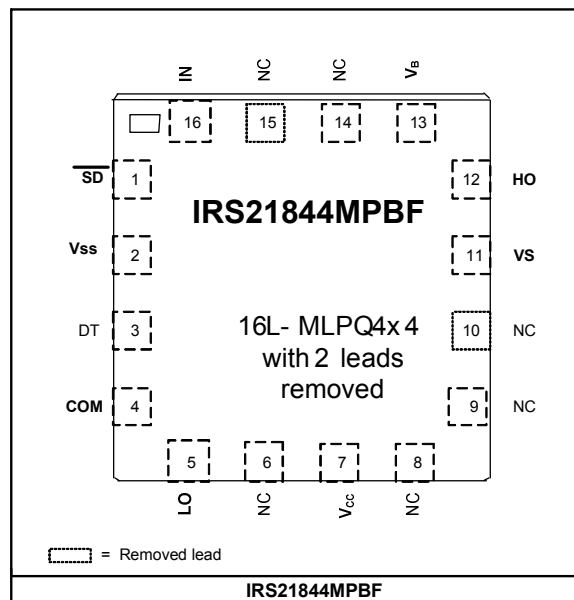 IN NC NC VB
16 15 14 13
SD 1 12 HO
IRS21844MPBF
Vss 2 11 VS
DT 3 10 NC
16L- MLPQ4x4
with 2 leads
removed
COM 4 9 NC
5 6 7 8
LO NC VCC NC
= Removed lead
IRS21844MPBF